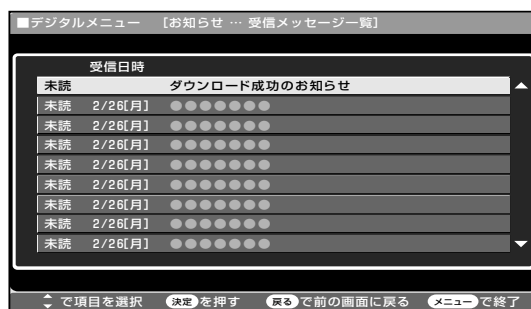 ■デジタルメニュー ［お知らせ … 受信メッセージ一覧］
受信日時
未読 ダウンロード成功のお知らせ
未読 2/26[月] ●●●●●●●
未読 2/26[月] ●●●●●●●
未読 2/26[月] ●●●●●●●
未読 2/26[月] ●●●●●●●
未読 2/26[月] ●●●●●●●
未読 2/26[月] ●●●●●●●
未読 2/26[月] ●●●●●●●
未読 2/26[月] ●●●●●●●
で項目を選択 決定を押す 戻るで前の画面に戻る メニューで終了